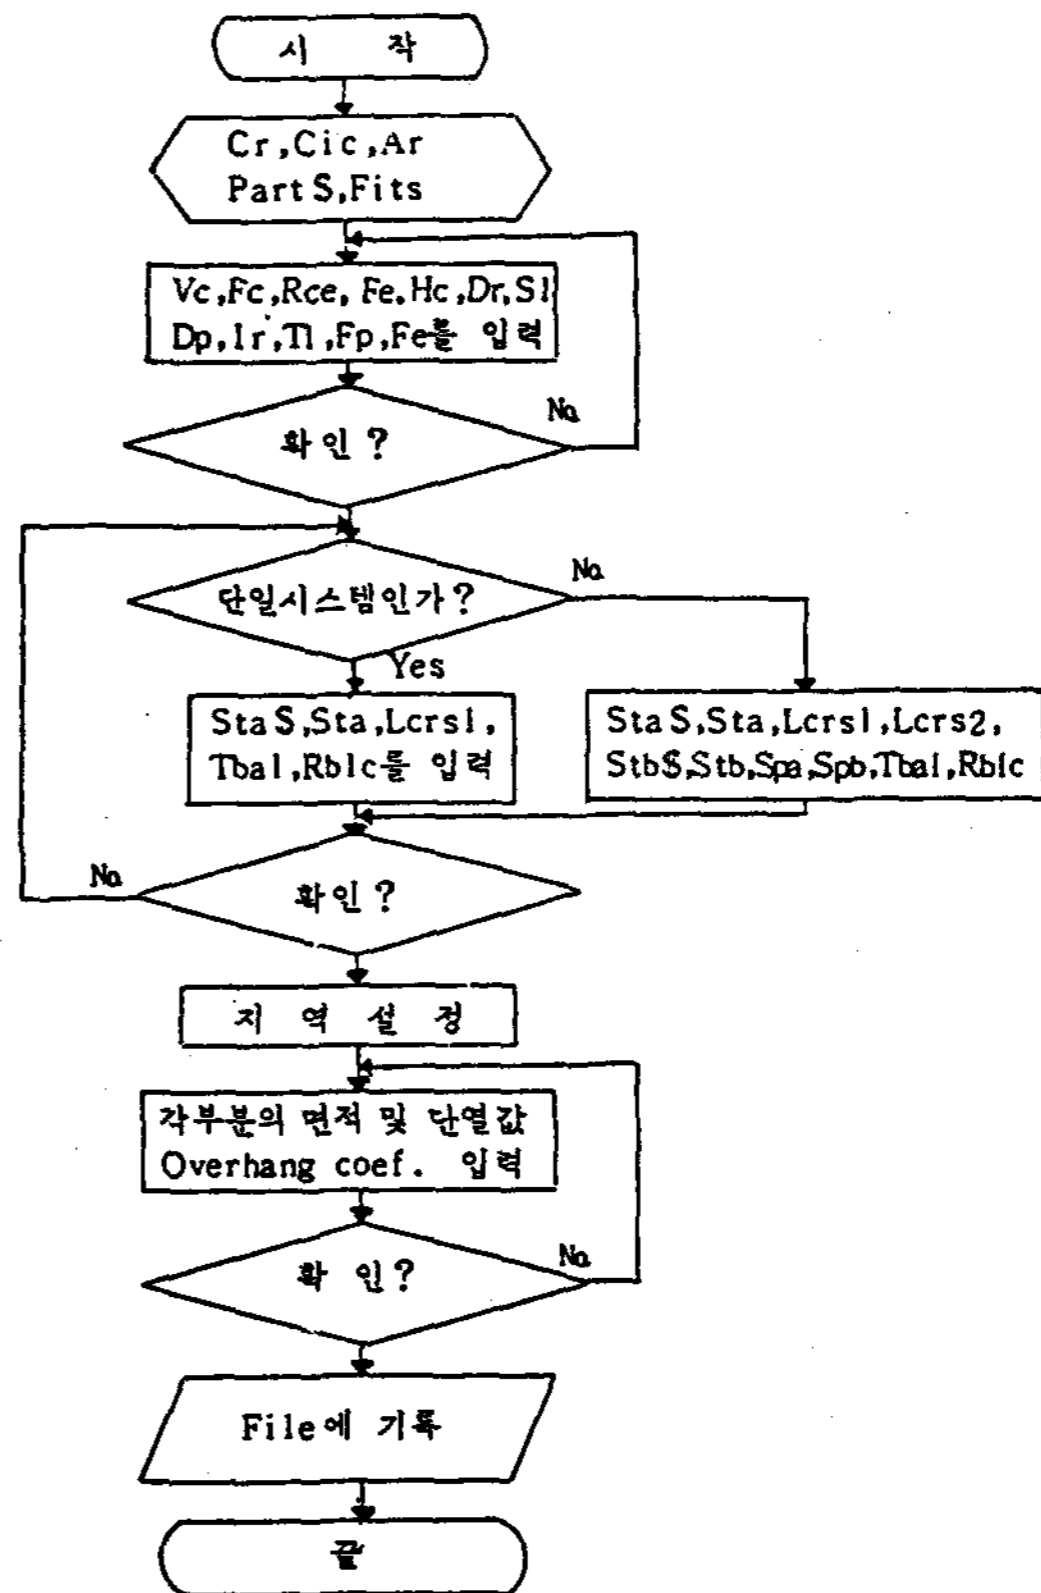 시 작
Cr,Cic,Ar
Part$,Fits
Vc,Fc,Rce,Fe.Hc,Dr,Sl
Dp,Ir,Tl,Fp,Fe를 입력
확인?
No
단일시스템인가?
No
Yes
Sta$,Sta,Lcrs1,
Tbal,Rblc를 입력
Sta$,Sta,Lcrs1,Lcrs2,
Stb$,Stb,Spa,Spb,Tbal,Rblc
확인?
No
지 역 설 정
각부분의 면적 및 단열값
Overhang coef. 입력
확 인?
No
File에 기록
끝